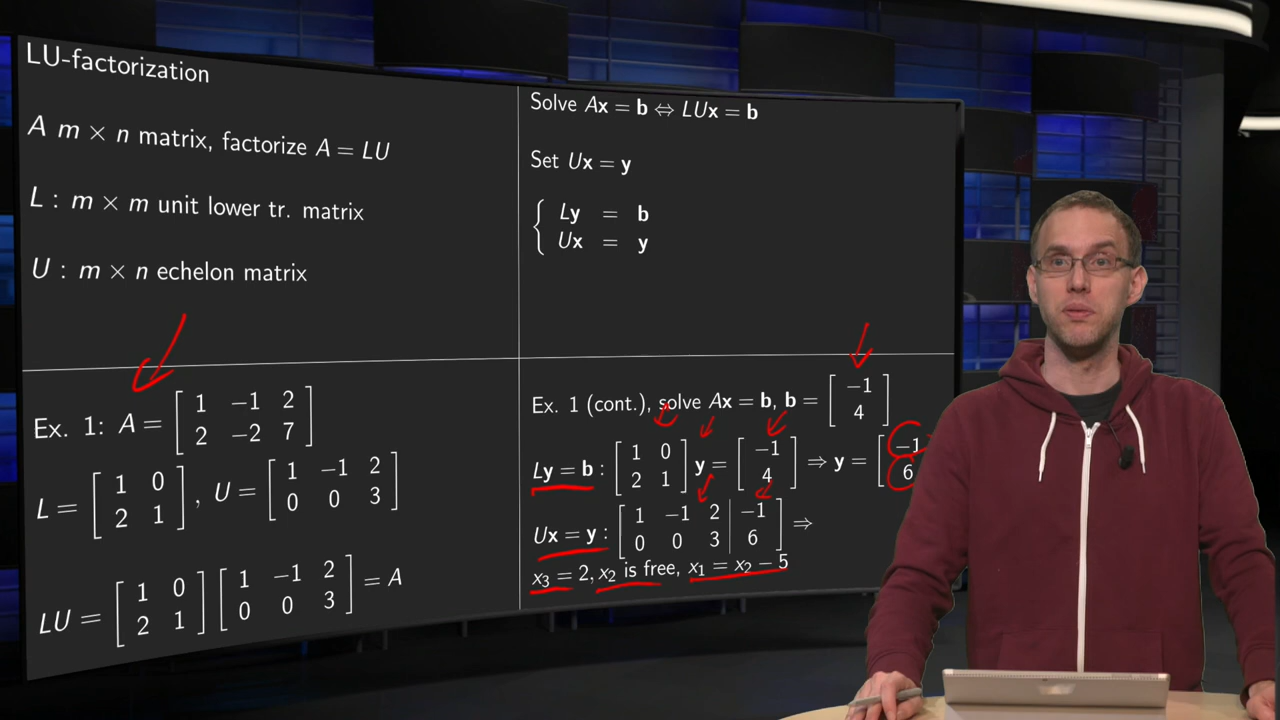 LU-factorization
A m × n matrix, factorize A = LU
L : m × m unit lower tr. matrix
U : m × n echelon matrix
Ex. 1: A = [ 1 −1 2
2 −2 7 ]
L = [ 1 0
2 1 ], U = [ 1 −1 2
0 0 3 ]
LU = [ 1 0
2 1 ] [ 1 −1 2
0 0 3 ] = A
Solve Ax = b ⇔ LUx = b
Set Ux = y
{ Ly = b
Ux = y
Ex. 1 (cont.), solve Ax = b, b = [ −1
4 ]
Ly = b : [ 1 0
2 1 ] y = [ −1
4 ] ⇒ y = [ −1
6
Ux = y : [ 1 −1 2 | −1
0 0 3 | 6 ] ⇒
x₃ = 2, x₂ is free, x₁ = x₂ − 5